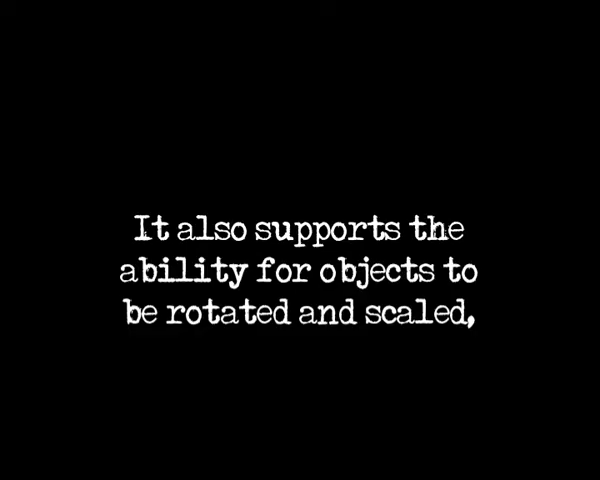 It also supports the
ability for objects to
be rotated and scaled,